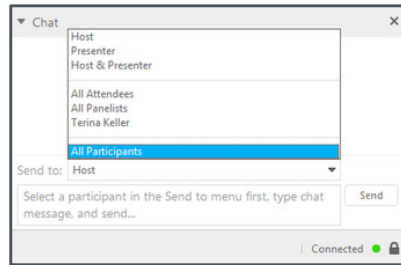 Chat
Host
Presenter
Host & Presenter
All Attendees
All Panelists
Terina Keller
All Participants
Send to: Host
Select a participant in the Send to menu first, type chat
message, and send...
Send
Connected